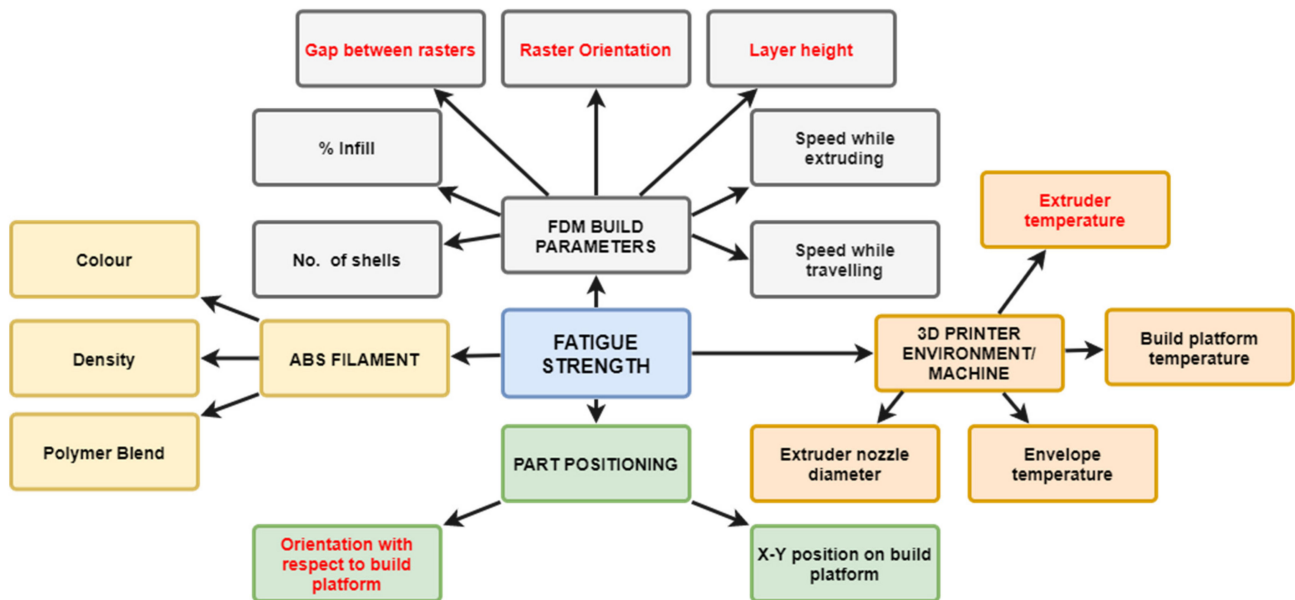 Gap between rasters
Raster Orientation
Layer height
% Infill
Speed while
extruding
Extruder
temperature
FDM BUILD
PARAMETERS
Colour
No. of shells
Speed while
travelling
Density
ABS FILAMENT
FATIGUE
STRENGTH
3D PRINTER
ENVIRONMENT/
MACHINE
Build platform
temperature
Polymer Blend
PART POSITIONING
Extruder nozzle
diameter
Envelope
temperature
Orientation with
respect to build
platform
X-Y position on build
platform